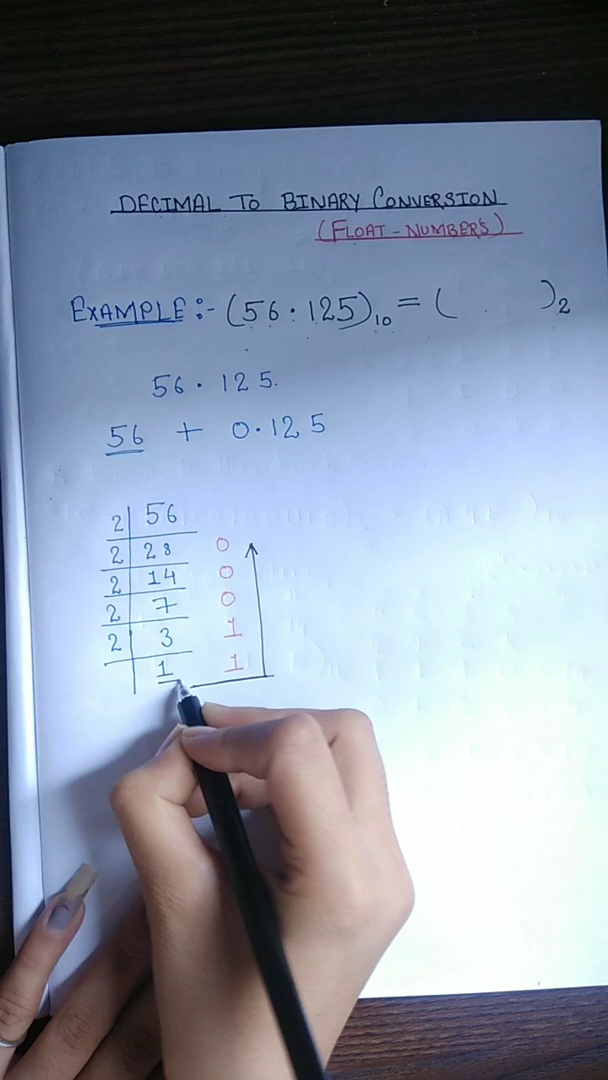 DECIMAL TO BINARY CONVERSION
(FLOAT-NUMBERS)
EXAMPLE:- (56.125)10 = ( . )2
56.125.
56 + 0.125
2 | 56
2 | 28 0
2 | 14 0
2 | 7 0
2 | 3 1
1 1